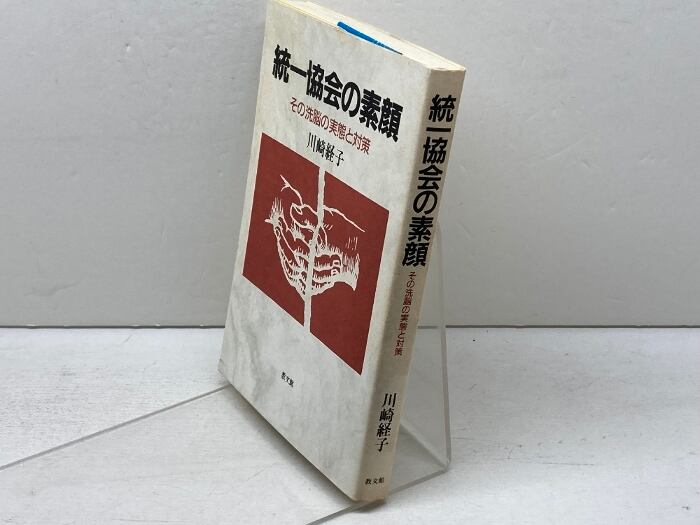 統一協会の素顔
その洗脳の実態と対策
川崎経子
教文館
統一協会の素顔
その洗脳の実態と対策
川崎経子
教文館